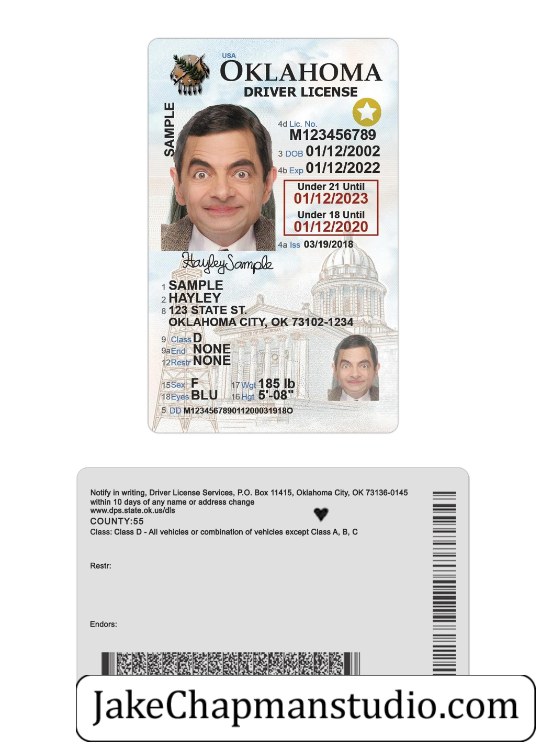 USA
OKLAHOMA
DRIVER LICENSE
SAMPLE
4d Lic. No.
M123456789
3 DOB 01/12/2002
4b Exp 01/12/2022
Under 21 Until
01/12/2023
Under 18 Until
01/12/2020
4a Iss 03/19/2018
Hayley Sample
1 SAMPLE
2 HAYLEY
8 123 STATE ST.
OKLAHOMA CITY, OK 73102-1234
9 Class D
9a End NONE
12 Restr NONE
15 Sex F 17 Wgt 185 lb
18 Eyes BLU 16 Hgt 5'-08"
5 DD M123456789011200031918O
Notify in writing, Driver License Services, P.O. Box 11415, Oklahoma City, OK 73136-0145
within 10 days of any name or address change
www.dps.state.ok.us/dls
COUNTY:55
Class: Class D - All vehicles or combination of vehicles except Class A, B, C
Restr:
Endors:
JakeChapmanstudio.com